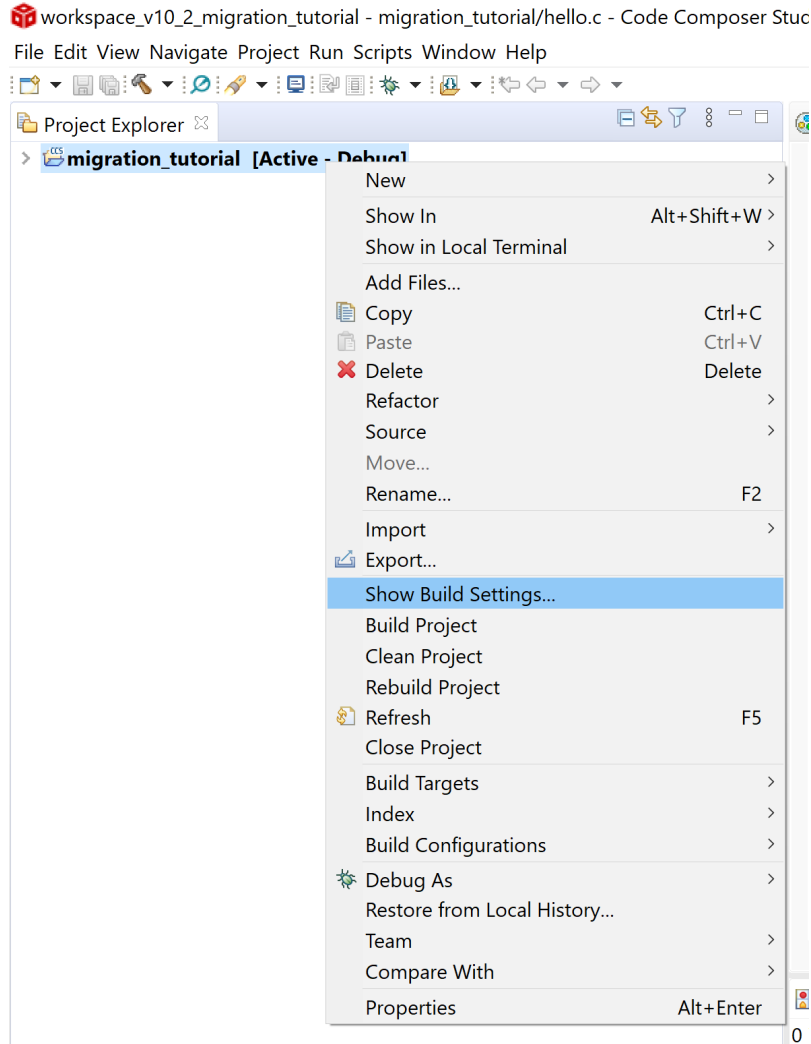 workspace_v10_2_migration_tutorial - migration_tutorial/hello.c - Code Composer Stud
File Edit View Navigate Project Run Scripts Window Help
Project Explorer
CCS migration_tutorial [Active - Debug]
New
Show In Alt+Shift+W
Show in Local Terminal
Add Files...
Copy Ctrl+C
Paste Ctrl+V
Delete Delete
Refactor
Source
Move...
Rename... F2
Import
Export...
Show Build Settings...
Build Project
Clean Project
Rebuild Project
Refresh F5
Close Project
Build Targets
Index
Build Configurations
Debug As
Restore from Local History...
Team
Compare With
Properties Alt+Enter
0